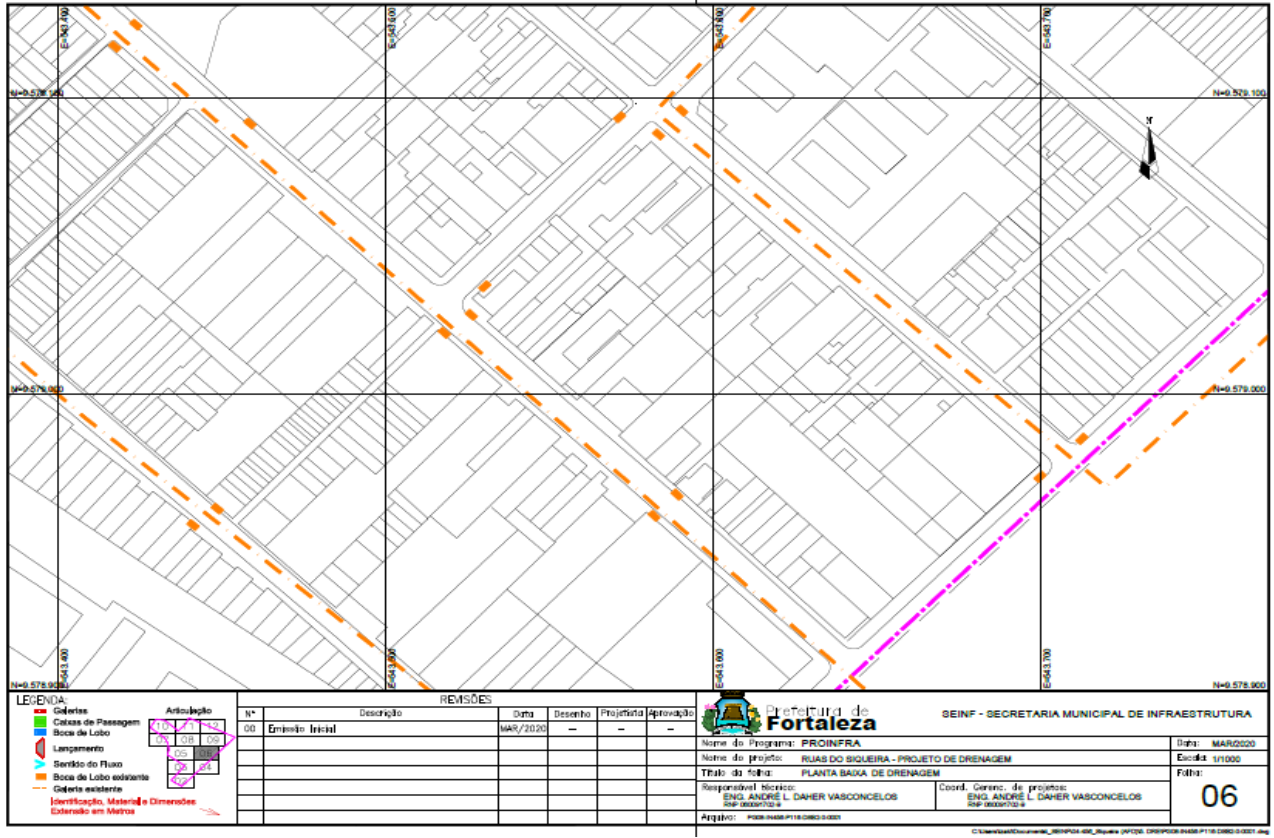 E=543.400
E=543.500
E=543.600
E=543.700
N=9.579.100
N=9.579.100
N
N=9.579.000
N=9.579.000
E=543.400
E=543.500
E=543.600
E=543.700
N=9.578.900
N=9.578.900
LEGENDA:
Galerias
Caixas de Passagem
Boca de Lobo
Lançamento
Sentido do Fluxo
Boca de Lobo existente
Galeria existente
Identificação, Material e Dimensões
Extensão em Metros
Articulação
10 11 12
07 08 09
05 06
03 04
REVISÕES
Nº Descrição Data Desenho Projetista Aprovação
00 Emissão Inicial MAR/2020 – – –
Prefeitura de
Fortaleza
SEINF - SECRETARIA MUNICIPAL DE INFRAESTRUTURA
Nome do Programa: PROINFRA
Data: MAR/2020
Nome do projeto: RUAS DO SIQUEIRA - PROJETO DE DRENAGEM
Escala: 1/1000
Título da folha: PLANTA BAIXA DE DRENAGEM
Folha:
06
Responsável técnico:
ENG. ANDRÉ L. DAHER VASCONCELOS
Coord. Gerenc. de projetos:
ENG. ANDRÉ L. DAHER VASCONCELOS
Arquivo: